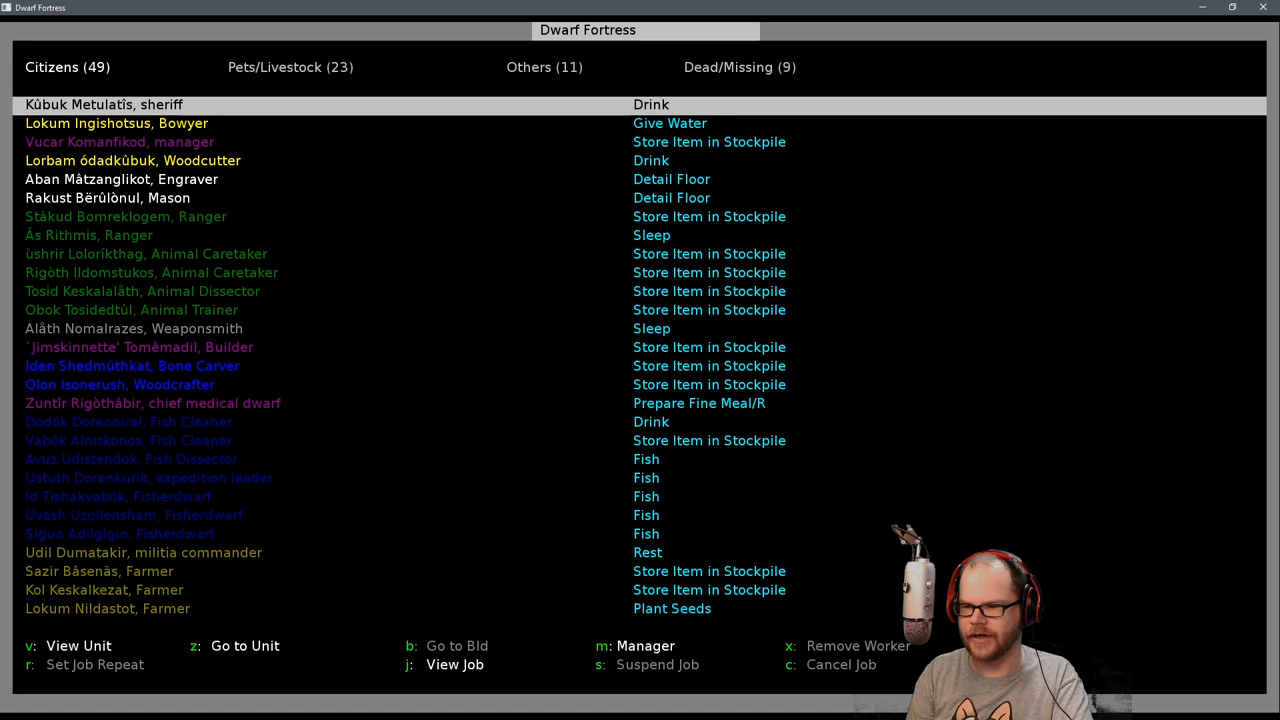 Dwarf Fortress
Dwarf Fortress
Citizens (49) Pets/Livestock (23) Others (11) Dead/Missing (9)
Kûbuk Metulatîs, sheriff Drink
Lokum Ingishotsus, Bowyer Give Water
Vucar Komanfikod, manager Store Item in Stockpile
Lorbam ódadkûbuk, Woodcutter Drink
Aban Mâtzanglikot, Engraver Detail Floor
Rakust Bërûlònul, Mason Detail Floor
Stâkud Bomreklogem, Ranger Store Item in Stockpile
Äs Rithmis, Ranger Sleep
ùshrir Loloríkthag, Animal Caretaker Store Item in Stockpile
Rigòth Ildomstukos, Animal Caretaker Store Item in Stockpile
Tosid Keskalalåth, Animal Dissector Store Item in Stockpile
Obok Tosidedtûl, Animal Trainer Store Item in Stockpile
Alåth Nomalrazes, Weaponsmith Sleep
`Jimskinnette' Tomêmadil, Builder Store Item in Stockpile
Iden Shedmûthkat, Bone Carver Store Item in Stockpile
Olon Isonerush, Woodcrafter Store Item in Stockpile
Zuntîr Rigòthâbir, chief medical dwarf Prepare Fine Meal/R
Dodók Dorenniral, Fish Cleaner Drink
Vabôk Alniskonos, Fish Cleaner Store Item in Stockpile
Avuz Udistendok, Fish Dissector Fish
Ustuth Dorenkurik, expedition leader Fish
Id Tishakvabôk, Fisherdwarf Fish
Uvash Uzollensham, Fisherdwarf Fish
Sigun Adilgigin, Fisherdwarf Fish
Udil Dumatakir, militia commander Rest
Sazir Bâsenäs, Farmer Store Item in Stockpile
Kol Keskalkezat, Farmer Store Item in Stockpile
Lokum Nildastot, Farmer Plant Seeds
v: View Unit z: Go to Unit b: Go to Bld m: Manager x: Remove Worker
r: Set Job Repeat j: View Job s: Suspend Job c: Cancel Job